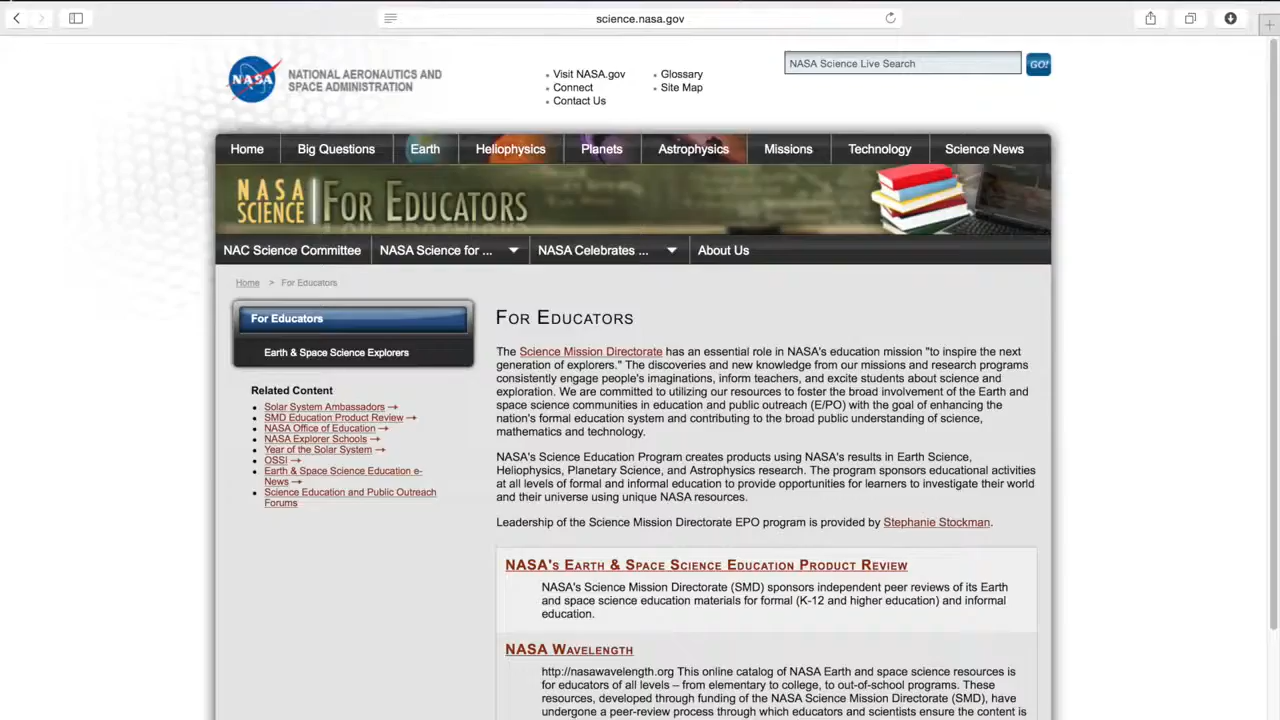 science.nasa.gov
NASA
NATIONAL AERONAUTICS AND
SPACE ADMINISTRATION
Visit NASA.gov
Connect
Contact Us
Glossary
Site Map
NASA Science Live Search
GO!
Home
Big Questions
Earth
Heliophysics
Planets
Astrophysics
Missions
Technology
Science News
NASA
SCIENCE
FOR EDUCATORS
NAC Science Committee
NASA Science for ...
NASA Celebrates ...
About Us
Home > For Educators
For Educators
Earth & Space Science Explorers
Related Content
Solar System Ambassadors →
SMD Education Product Review →
NASA Office of Education →
NASA Explorer Schools →
Year of the Solar System →
OSSI →
Earth & Space Science Education e-
News →
Science Education and Public Outreach
Forums
FOR EDUCATORS
The Science Mission Directorate has an essential role in NASA's education mission "to inspire the next
generation of explorers." The discoveries and new knowledge from our missions and research programs
consistently engage people's imaginations, inform teachers, and excite students about science and
exploration. We are committed to utilizing our resources to foster the broad involvement of the Earth and
space science communities in education and public outreach (E/PO) with the goal of enhancing the
nation's formal education system and contributing to the broad public understanding of science,
mathematics and technology.
NASA's Science Education Program creates products using NASA's results in Earth Science,
Heliophysics, Planetary Science, and Astrophysics research. The program sponsors educational activities
at all levels of formal and informal education to provide opportunities for learners to investigate their world
and their universe using unique NASA resources.
Leadership of the Science Mission Directorate EPO program is provided by Stephanie Stockman.
NASA'S EARTH & SPACE SCIENCE EDUCATION PRODUCT REVIEW
NASA's Science Mission Directorate (SMD) sponsors independent peer reviews of its Earth
and space science education materials for formal (K-12 and higher education) and informal
education.
NASA WAVELENGTH
http://nasawavelength.org This online catalog of NASA Earth and space science resources is
for educators of all levels – from elementary to college, to out-of-school programs. These
resources, developed through funding of the NASA Science Mission Directorate (SMD), have
undergone a peer-review process through which educators and scientists ensure the content is